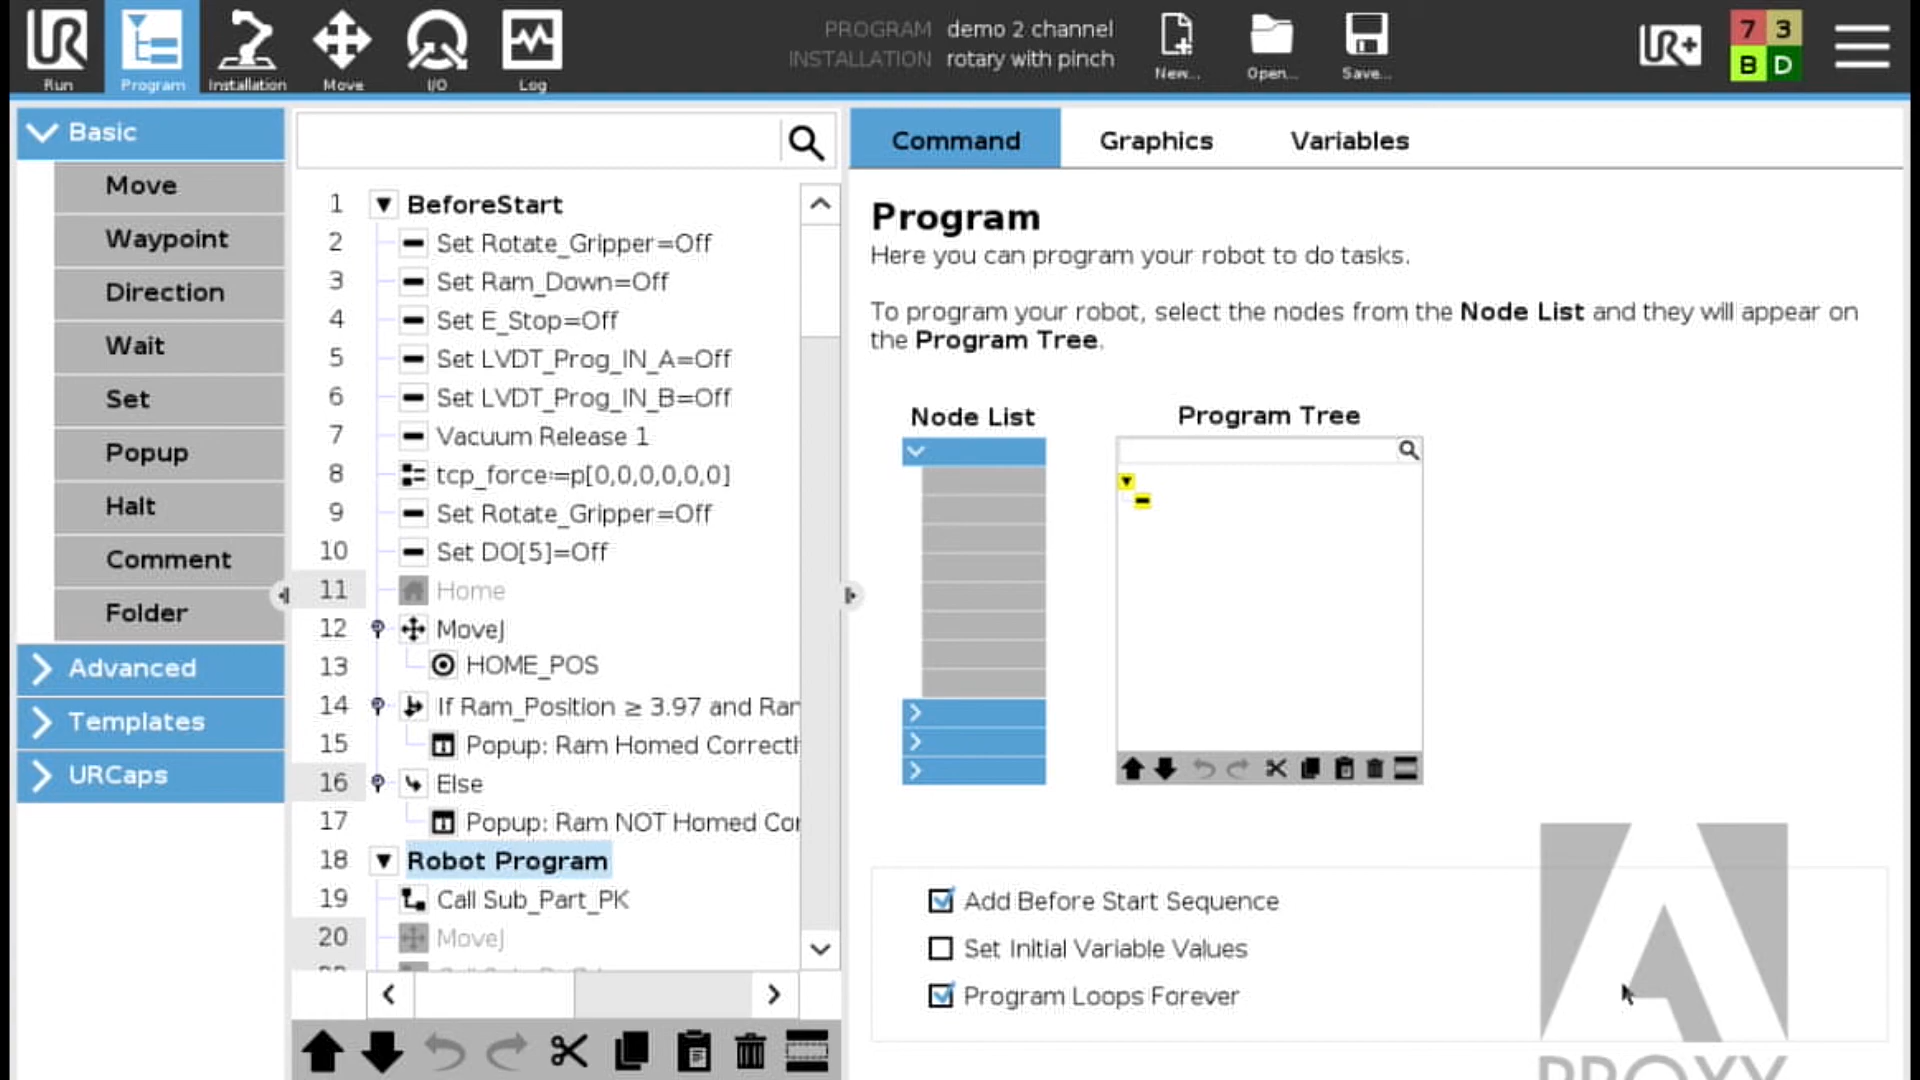 UR
Run
Program
Installation
Move
I/O
Log
PROGRAM demo 2 channel
INSTALLATION rotary with pinch
New...
Open...
Save...
UR+
7 3
B D
Basic
Move
Waypoint
Direction
Wait
Set
Popup
Halt
Comment
Folder
Advanced
Templates
URCaps
1 BeforeStart
2 Set Rotate_Gripper=Off
3 Set Ram_Down=Off
4 Set E_Stop=Off
5 Set LVDT_Prog_IN_A=Off
6 Set LVDT_Prog_IN_B=Off
7 Vacuum Release 1
8 tcp_force:=p[0,0,0,0,0,0]
9 Set Rotate_Gripper=Off
10 Set DO[5]=Off
11 Home
12 MoveJ
13 HOME_POS
14 If Ram_Position ≥ 3.97 and Ran
15 Popup: Ram Homed Correctl
16 Else
17 Popup: Ram NOT Homed Cor
18 Robot Program
19 Call Sub_Part_PK
20 MoveJ
Command
Graphics
Variables
Program
Here you can program your robot to do tasks.
To program your robot, select the nodes from the Node List and they will appear on
the Program Tree.
Node List
Program Tree
Add Before Start Sequence
Set Initial Variable Values
Program Loops Forever
PROXY